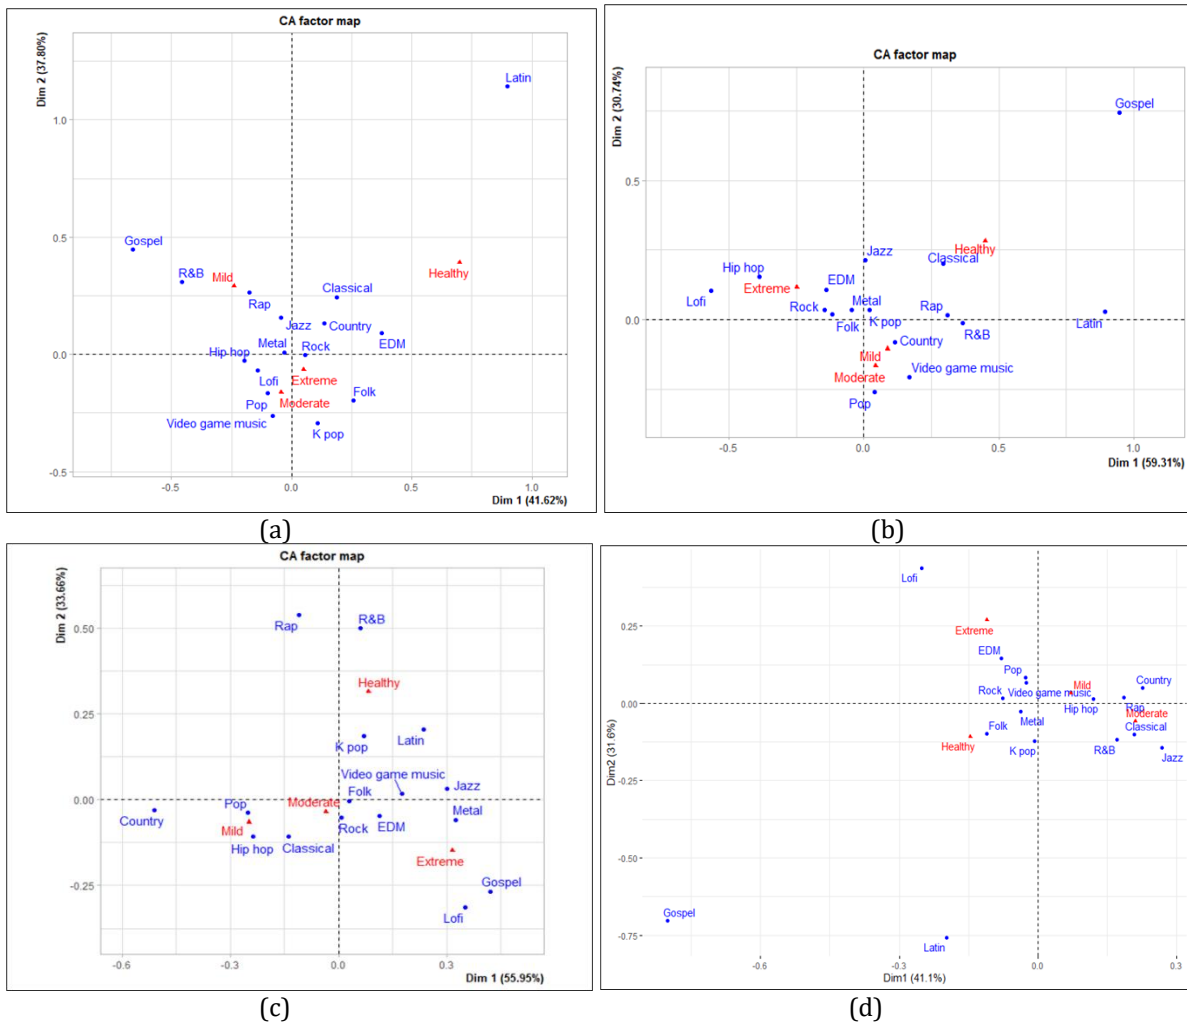 CA factor map
Dim 2 (37.80%)
Latin
1.0
0.5
Gospel
R&B
Mild
Healthy
Rap
Classical
Jazz
Country
EDM
0.0
Metal
Rock
Hip hop
Lofi
Extreme
Pop
Moderate
Folk
Video game music
K pop
-0.5
-0.5
0.0
0.5
1.0
Dim 1 (41.62%)
(a)
CA factor map
Dim 2 (30.74%)
Gospel
0.5
Jazz
Healthy
Classical
Hip hop
EDM
Extreme
Lofi
Rock
Metal
Rap
Folk
K pop
Latin
0.0
R&B
Country
Mild
Moderate
Video game music
Pop
-0.5
0.0
0.5
1.0
Dim 1 (59.31%)
(b)
CA factor map
Dim 2 (33.66%)
0.50
Rap
R&B
Healthy
0.25
K pop
Latin
Video game music
0.00
Folk
Jazz
Pop
Moderate
Metal
Country
Mild
Rock
EDM
Hip hop
Classical
Extreme
-0.25
Gospel
Lofi
-0.6
-0.3
0.0
0.3
Dim 1 (55.95%)
(c)
Lofi
0.25
Extreme
EDM
Pop
Rock
Video game music
Mild
Country
0.00
Hip hop
Rap
Folk
Metal
Moderate
Classical
Healthy
K pop
R&B
Jazz
-0.25
Dim2 (31.6%)
-0.50
Gospel
-0.75
Latin
-0.6
-0.3
0.0
0.3
Dim1 (41.1%)
(d)